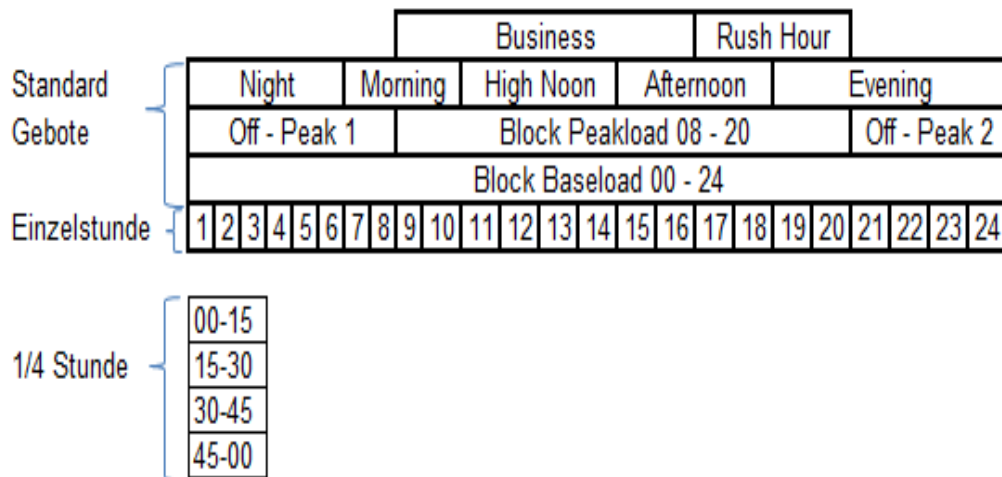 Business Rush Hour
Standard Night Morning High Noon Afternoon Evening
Gebote Off - Peak 1 Block Peakload 08 - 20 Off - Peak 2
Block Baseload 00 - 24
Einzelstunde 1 2 3 4 5 6 7 8 9 10 11 12 13 14 15 16 17 18 19 20 21 22 23 24
00-15
1/4 Stunde 15-30
30-45
45-00